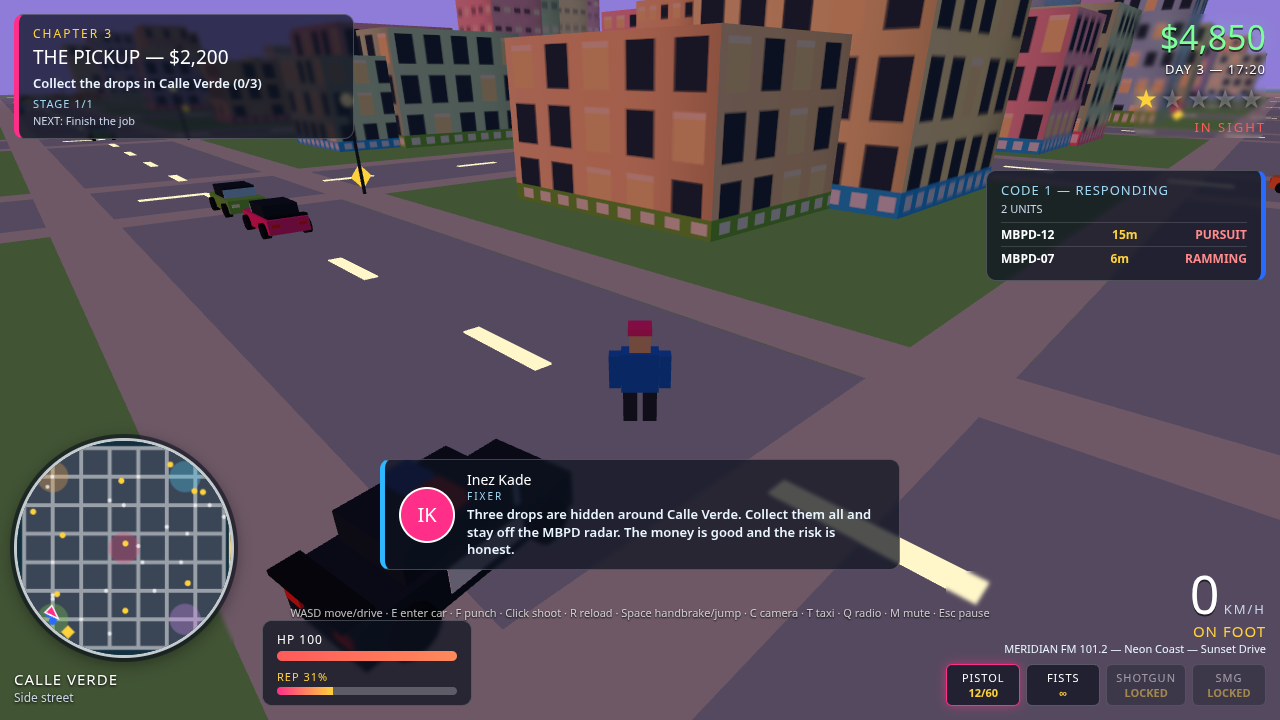 CHAPTER 3
THE PICKUP — $2,200
Collect the drops in Calle Verde (0/3)
STAGE 1/1
NEXT: Finish the job
$4,850
DAY 3 — 17:20
IN SIGHT
CODE 1 — RESPONDING
2 UNITS
MBPD-12 15m PURSUIT
MBPD-07 6m RAMMING
IK
Inez Kade
FIXER
Three drops are hidden around Calle Verde. Collect them all and
stay off the MBPD radar. The money is good and the risk is
honest.
WASD move/drive · E enter car · F punch · Click shoot · R reload · Space handbrake/jump · C camera · T taxi · Q radio · M mute · Esc pause
HP 100
REP 31%
CALLE VERDE
Side street
0 KM/H
ON FOOT
MERIDIAN FM 101.2 — Neon Coast — Sunset Drive
PISTOL
12/60
FISTS
∞
SHOTGUN
LOCKED
SMG
LOCKED